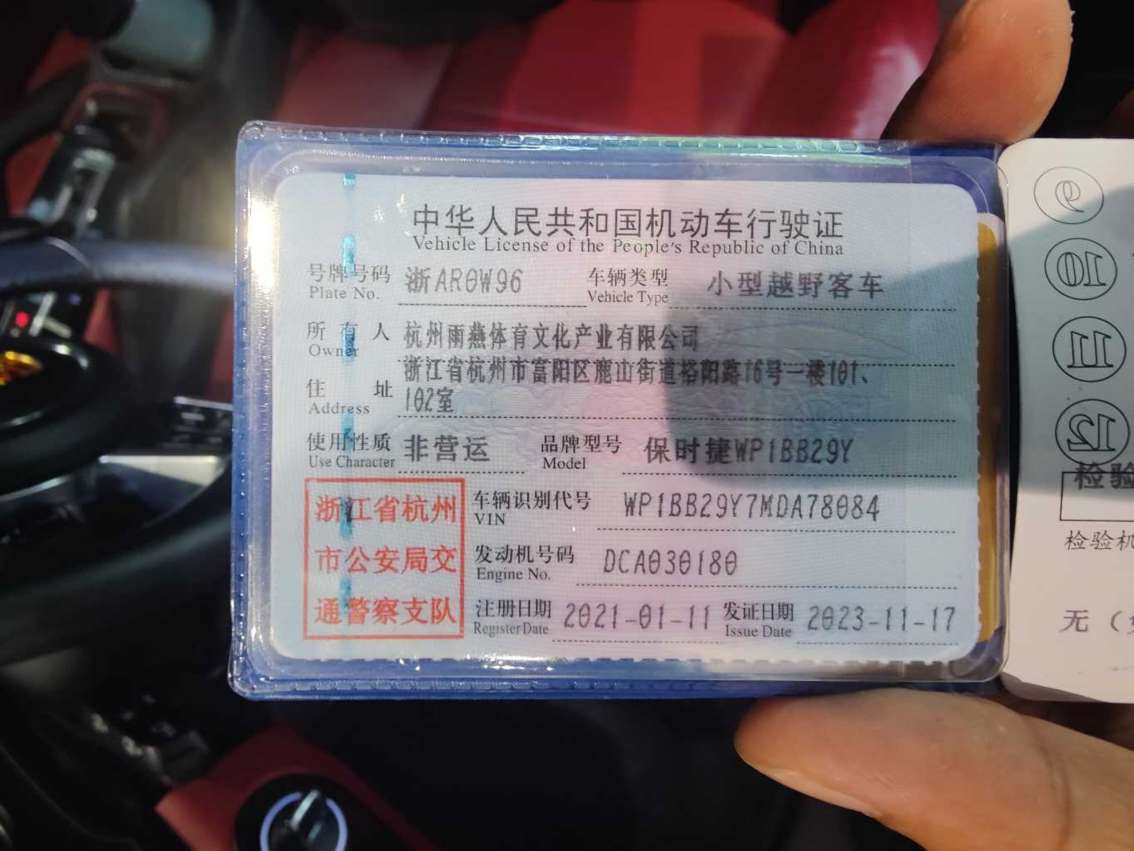 中华人民共和国机动车行驶证
Vehicle License of the People's Republic of China
号牌号码 浙AR0W96 车辆类型 小型越野客车
Plate No. Vehicle Type
所有人 杭州雨燕体育文化产业有限公司
Owner
住址 浙江省杭州市富阳区鹿山街道裕阳路16号一楼101、
Address 102室
使用性质 非营运 品牌型号 保时捷WP1BB29Y
Use Character Model
浙江省杭州
市公安局交
通警察支队
车辆识别代号 WP1BB29Y7MDA78084
VIN
发动机号码 DCA030180
Engine No.
注册日期 2021-01-11 发证日期 2023-11-17
Register Date Issue Date
9
10
11
12
检验
检验机
无（